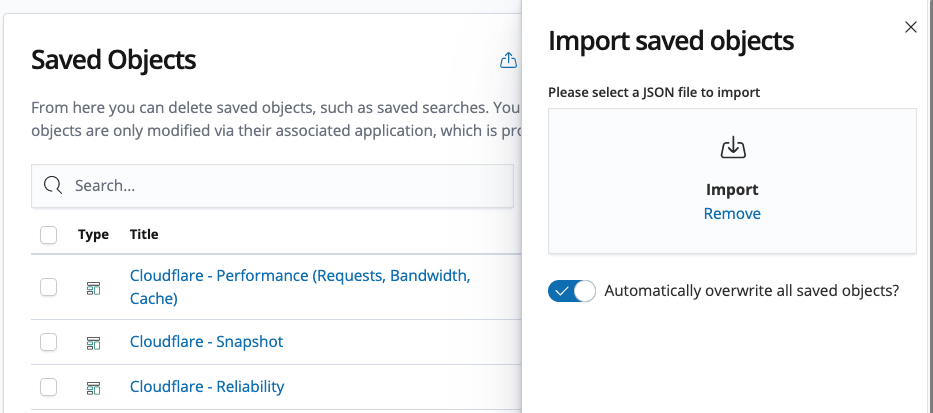 Saved Objects
From here you can delete saved objects, such as saved searches. You
objects are only modified via their associated application, which is
Search...
Type Title
Cloudflare - Performance (Requests, Bandwidth,
Cache)
Cloudflare - Snapshot
Cloudflare - Reliability
Import saved objects
Please select a JSON file to import
Import
Remove
Automatically overwrite all saved objects?